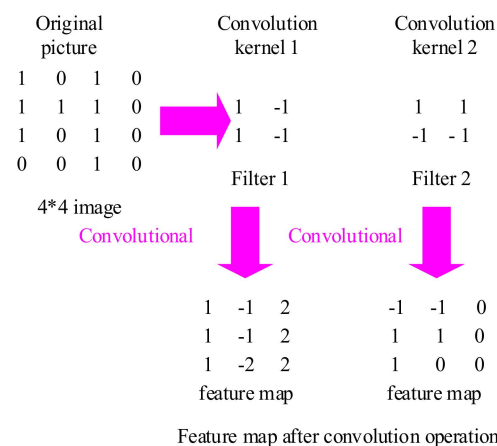 Original
picture
1 0 1 0
1 1 1 0
1 0 1 0
0 0 1 0
4*4 image
Convolution
kernel 1
1 -1
1 -1
Filter 1
Convolution
kernel 2
1 1
-1 - 1
Filter 2
Convolutional
Convolutional
1 -1 2
1 -1 2
1 -2 2
feature map
-1 -1 0
1 1 0
1 0 0
feature map
Feature map after convolution operation